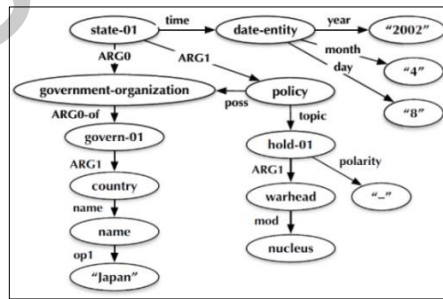 state-01 time date-entity year "2002"
month
ARG0 ARG1 day "4"
government-organization poss policy
ARG0-of topic "8"
govern-01 hold-01
ARG1 ARG1 polarity
country warhead "–"
name mod
name nucleus
op1
"Japan"